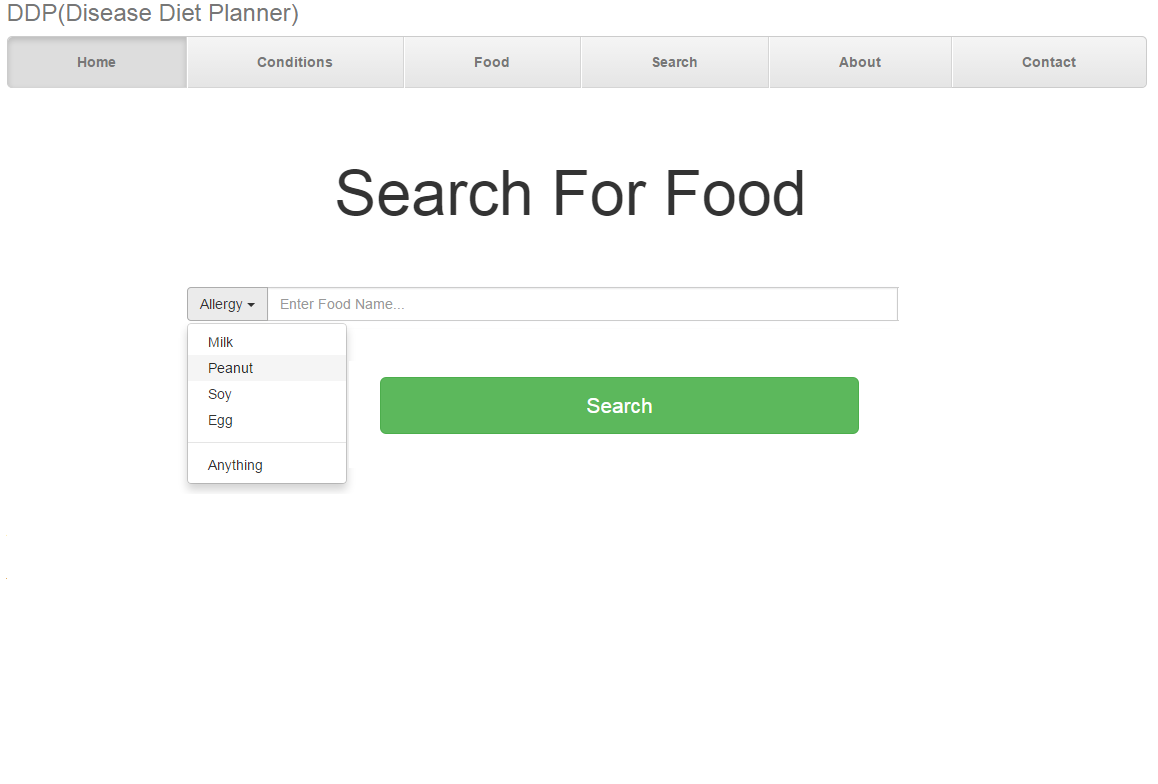 DDP(Disease Diet Planner)
Home Conditions Food Search About Contact
Search For Food
Allergy Enter Food Name...
Milk
Peanut
Soy
Egg
Anything
Search